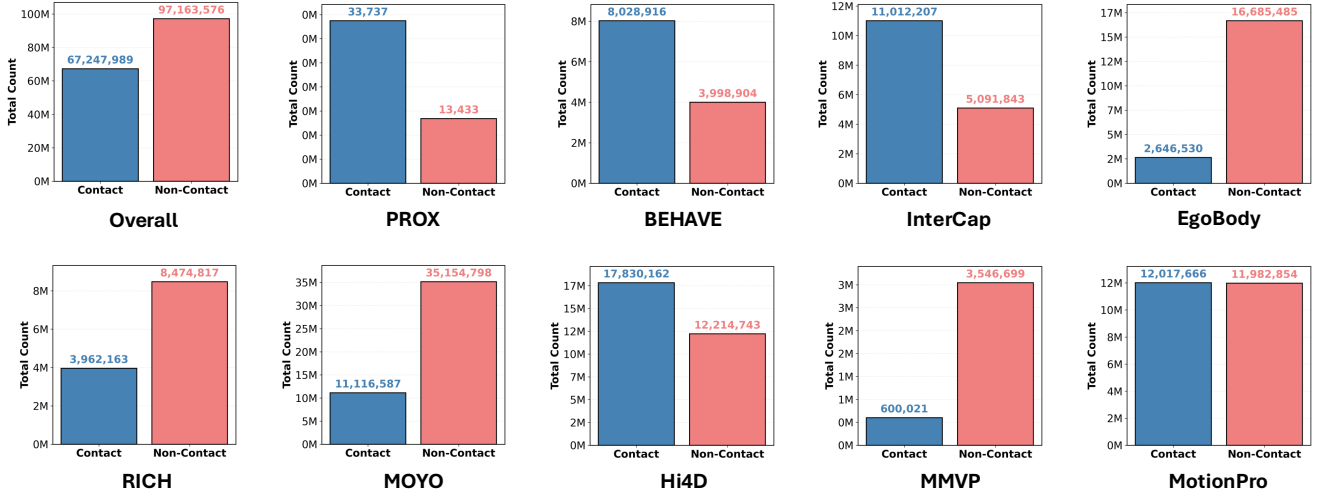 Total Count
100M
80M
60M
40M
20M
0M
67,247,989
97,163,576
Contact
Non-Contact
Overall
Total Count
0M
0M
0M
0M
0M
0M
0M
0M
33,737
13,433
Contact
Non-Contact
PROX
Total Count
8M
6M
4M
2M
0M
8,028,916
3,998,904
Contact
Non-Contact
BEHAVE
Total Count
12M
10M
8M
6M
4M
2M
0M
11,012,207
5,091,843
Contact
Non-Contact
InterCap
Total Count
17M
15M
12M
10M
7M
5M
2M
0M
2,646,530
16,685,485
Contact
Non-Contact
EgoBody
Total Count
8M
6M
4M
2M
0M
3,962,163
8,474,817
Contact
Non-Contact
RICH
Total Count
35M
30M
25M
20M
15M
10M
5M
0M
11,116,587
35,154,798
Contact
Non-Contact
MOYO
Total Count
17M
15M
12M
10M
7M
5M
2M
0M
17,830,162
12,214,743
Contact
Non-Contact
Hi4D
Total Count
3M
3M
2M
2M
1M
1M
0M
0M
600,021
3,546,699
Contact
Non-Contact
MMVP
Total Count
12M
10M
8M
6M
4M
2M
0M
12,017,666
11,982,854
Contact
Non-Contact
MotionPro